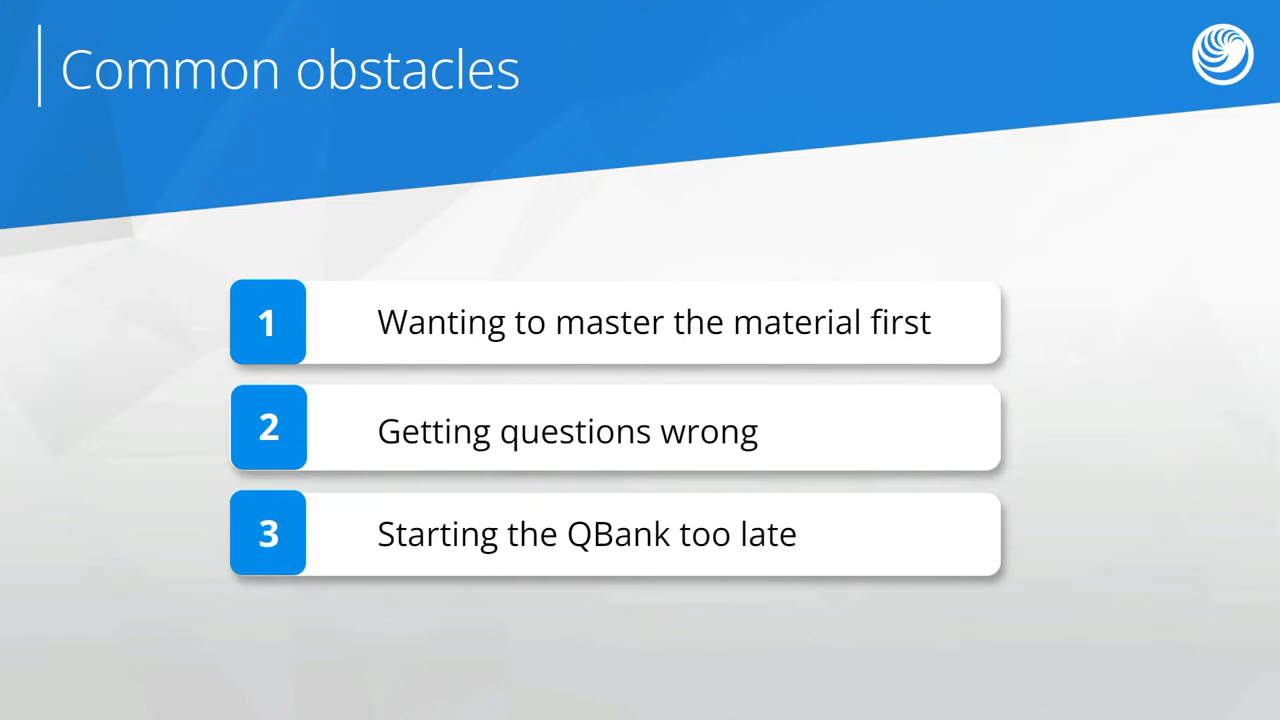 Common obstacles
1
Wanting to master the material first
2
Getting questions wrong
3
Starting the QBank too late